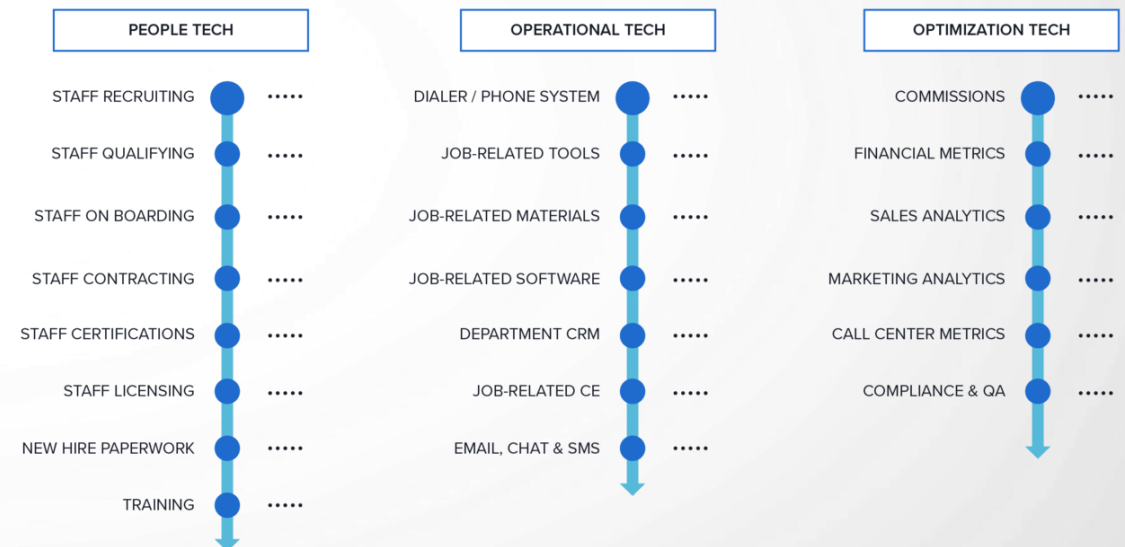 PEOPLE TECH
STAFF RECRUITING .....
STAFF QUALIFYING .....
STAFF ON BOARDING .....
STAFF CONTRACTING .....
STAFF CERTIFICATIONS .....
STAFF LICENSING .....
NEW HIRE PAPERWORK .....
TRAINING .....
OPERATIONAL TECH
DIALER / PHONE SYSTEM .....
JOB-RELATED TOOLS .....
JOB-RELATED MATERIALS .....
JOB-RELATED SOFTWARE .....
DEPARTMENT CRM .....
JOB-RELATED CE .....
EMAIL, CHAT & SMS .....
OPTIMIZATION TECH
COMMISSIONS .....
FINANCIAL METRICS .....
SALES ANALYTICS .....
MARKETING ANALYTICS .....
CALL CENTER METRICS .....
COMPLIANCE & QA .....